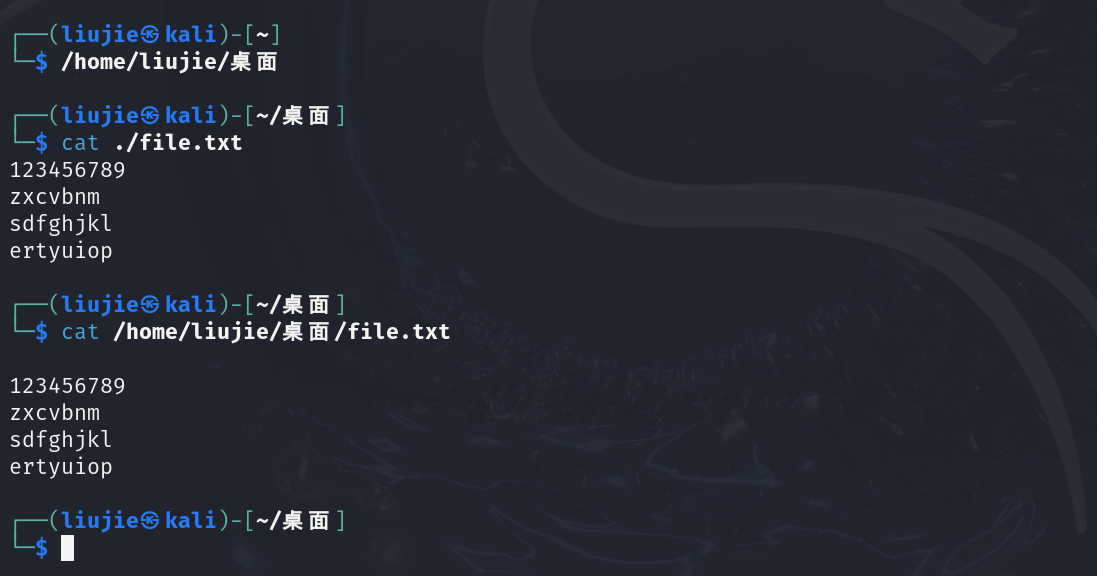 ┌──(liujie㉿kali)-[~]
└─$ /home/liujie/桌面
┌──(liujie㉿kali)-[~/桌面]
└─$ cat ./file.txt
123456789
zxcvbnm
sdfghjkl
ertyuiop
┌──(liujie㉿kali)-[~/桌面]
└─$ cat /home/liujie/桌面/file.txt
123456789
zxcvbnm
sdfghjkl
ertyuiop
┌──(liujie㉿kali)-[~/桌面]
└─$